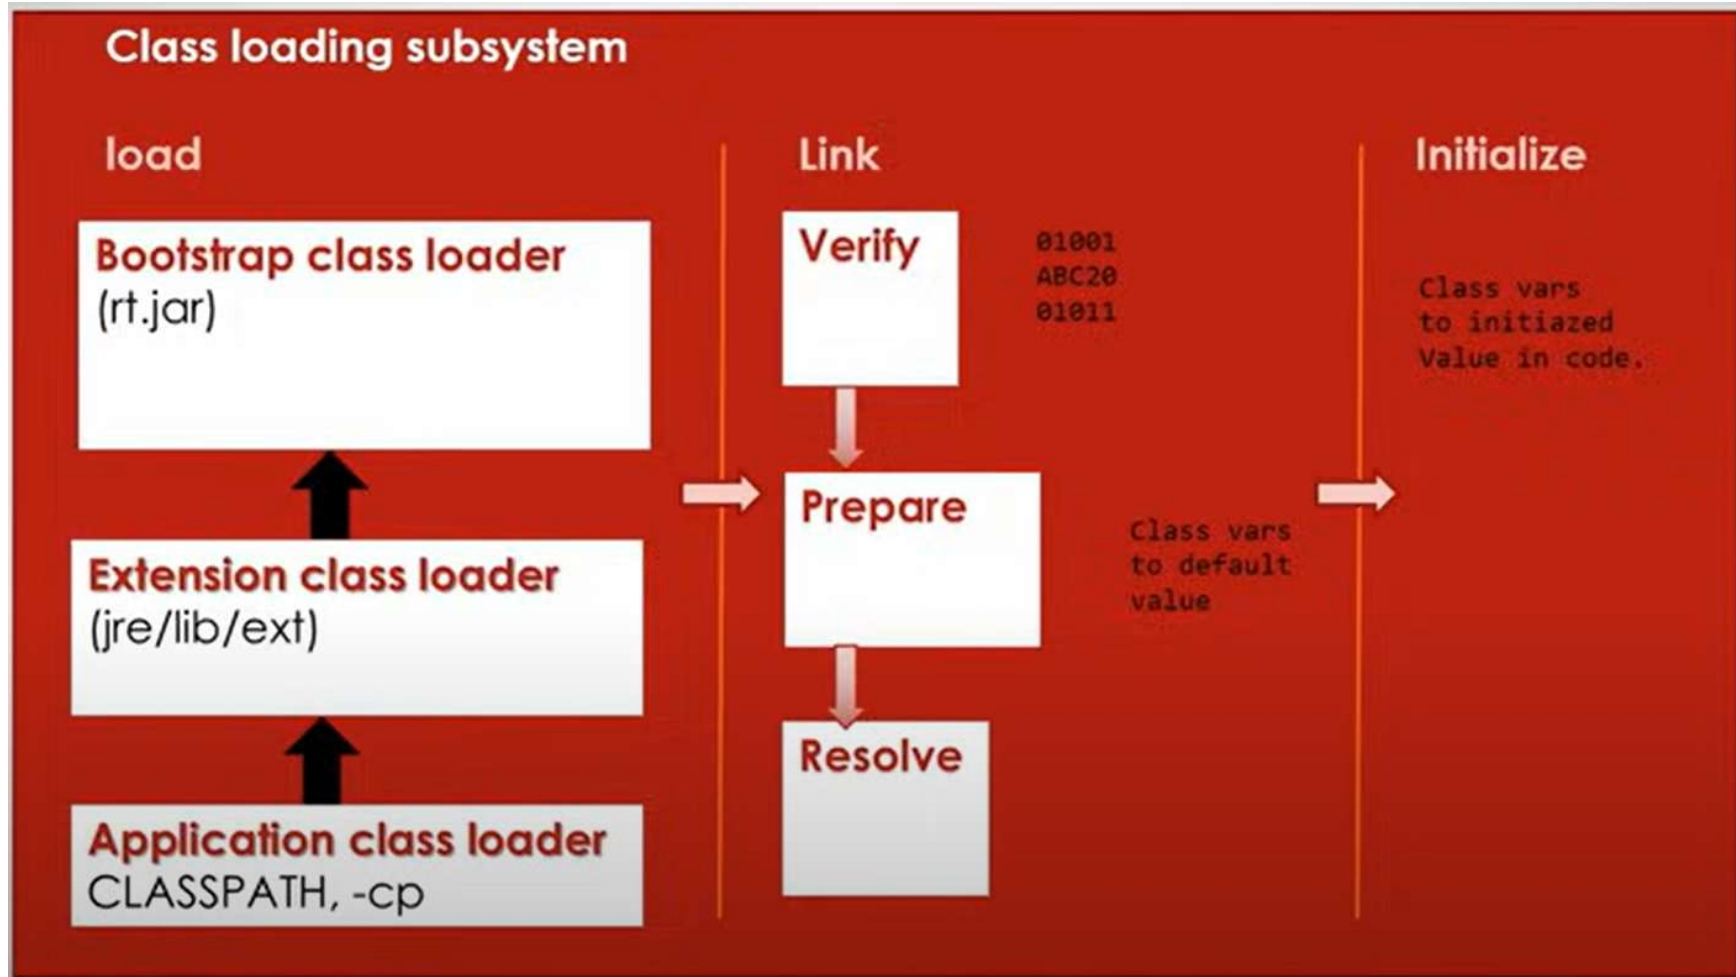 Class loading subsystem
load
Bootstrap class loader
(rt.jar)
Extension class loader
(jre/lib/ext)
Application class loader
CLASSPATH, -cp
Link
Verify
01001
ABC20
01011
Prepare
Class vars
to default
value
Resolve
Initialize
Class vars
to initiazed
Value in code.